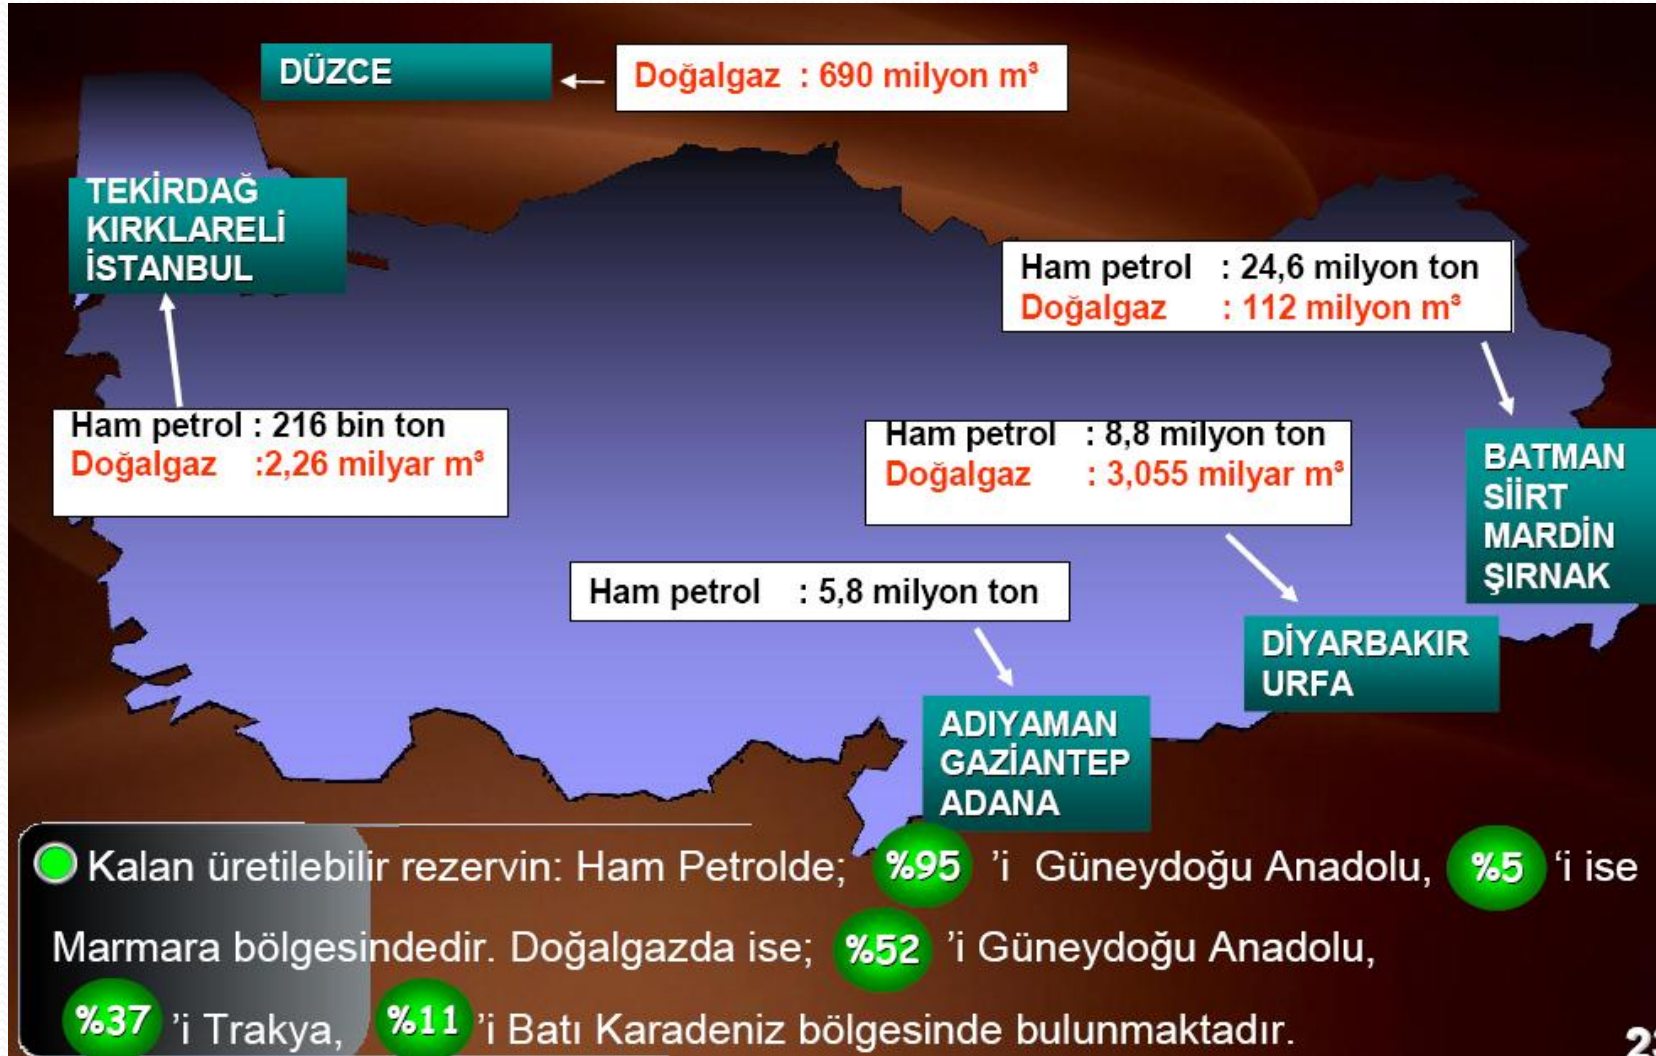 DÜZCE
Doğalgaz : 690 milyon m³
TEKİRDAĞ
KIRKLARELİ
İSTANBUL
Ham petrol : 24,6 milyon ton
Doğalgaz : 112 milyon m³
Ham petrol : 216 bin ton
Doğalgaz :2,26 milyar m³
Ham petrol : 8,8 milyon ton
Doğalgaz : 3,055 milyar m³
BATMAN
SİİRT
MARDİN
ŞIRNAK
Ham petrol : 5,8 milyon ton
DİYARBAKIR
URFA
ADIYAMAN
GAZİANTEP
ADANA
Kalan üretilebilir rezervin: Ham Petrolde; %95 ’i Güneydoğu Anadolu, %5 ‘i ise
Marmara bölgesindedir. Doğalgazda ise; %52 ’i Güneydoğu Anadolu,
%37 ’i Trakya, %11 ’i Batı Karadeniz bölgesinde bulunmaktadır.